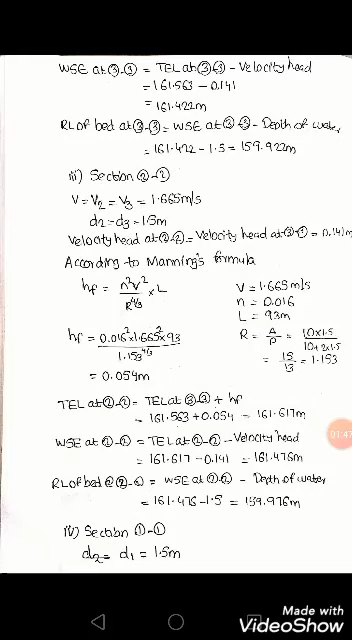 WSE at ③-③ = TEL at ③-③ - Velocity head
= 161.563 - 0.141
= 161.422m
RL of bed at ③-③ = WSE at ③-③ - Depth of water
= 161.422 - 1.5 = 159.922m
iii) Section ②-②
V = V₂ = V₃ = 1.665m/s
d₂ = d₃ = 1.5m
Velocity head at ②-② = Velocity head at ③-③ = 0.141m
According to Manning's formula
hf = n²V²/R^4/3 × L
V = 1.665m/s
n = 0.016
L = 93m
hf = 0.016² × 1.665² × 93 / 1.153^4/3
R = A/P = 10×1.5/10+2×1.5
= 15/13 = 1.153
= 0.054m
TEL at ②-② = TEL at ③-③ + hf
= 161.563 + 0.054 = 161.617m
WSE at ②-② = TEL at ②-② - Velocity head
= 161.617 - 0.141 = 161.476m
RL of bed @ ②-② = WSE at ②-② - Depth of water
= 161.476 - 1.5 = 159.976m
iv) Section ①-①
d₂ = d₁ = 1.5m
01:47
Made with
VideoShow